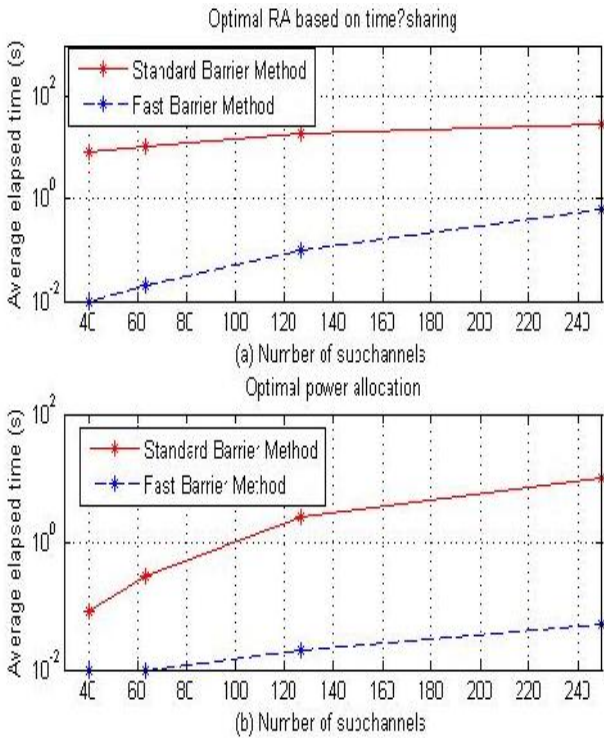 Optimal RA based on time?sharing
Average elapsed time (s)
10^2
10^0
10^-2
Standard Barrier Method
Fast Barrier Method
40 60 80 100 120 140 160 180 200 220 240
(a) Number of subchannels
Optimal power allocation
Average elapsed time (s)
10^2
10^0
10^-2
Standard Barrier Method
Fast Barrier Method
40 60 80 100 120 140 160 180 200 220 240
(b) Number of subchannels